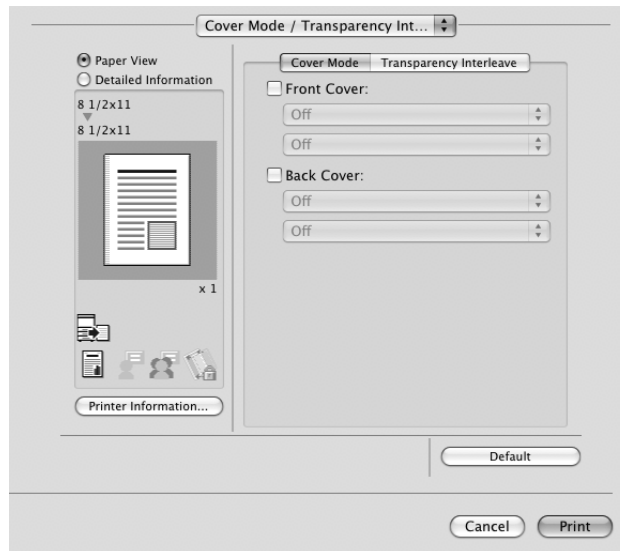 Cover Mode / Transparency Int...
Paper View
Detailed Information
8 1/2x11
8 1/2x11
x 1
Printer Information...
Cover Mode
Transparency Interleave
Front Cover:
Off
Off
Back Cover:
Off
Off
Default
Cancel
Print